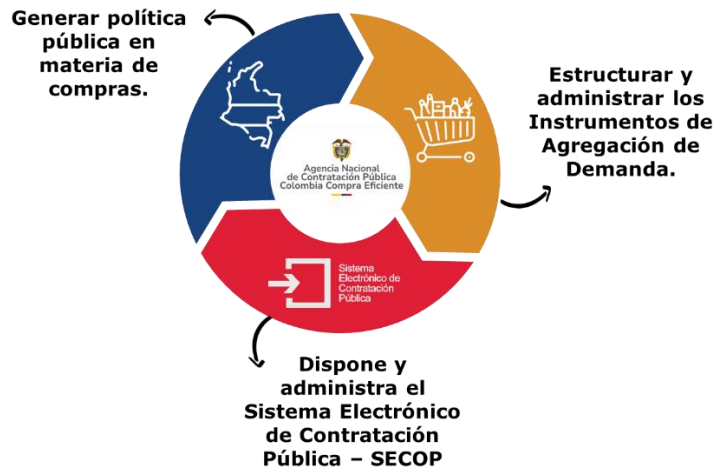 Generar política
pública en
materia de
compras.
Estructurar y
administrar los
Instrumentos de
Agregación de
Demanda.
Agencia Nacional
de Contratación Pública
Colombia Compra Eficiente
Sistema
Electrónico de
Contratación
Pública
Dispone y
administra el
Sistema Electrónico
de Contratación
Pública – SECOP